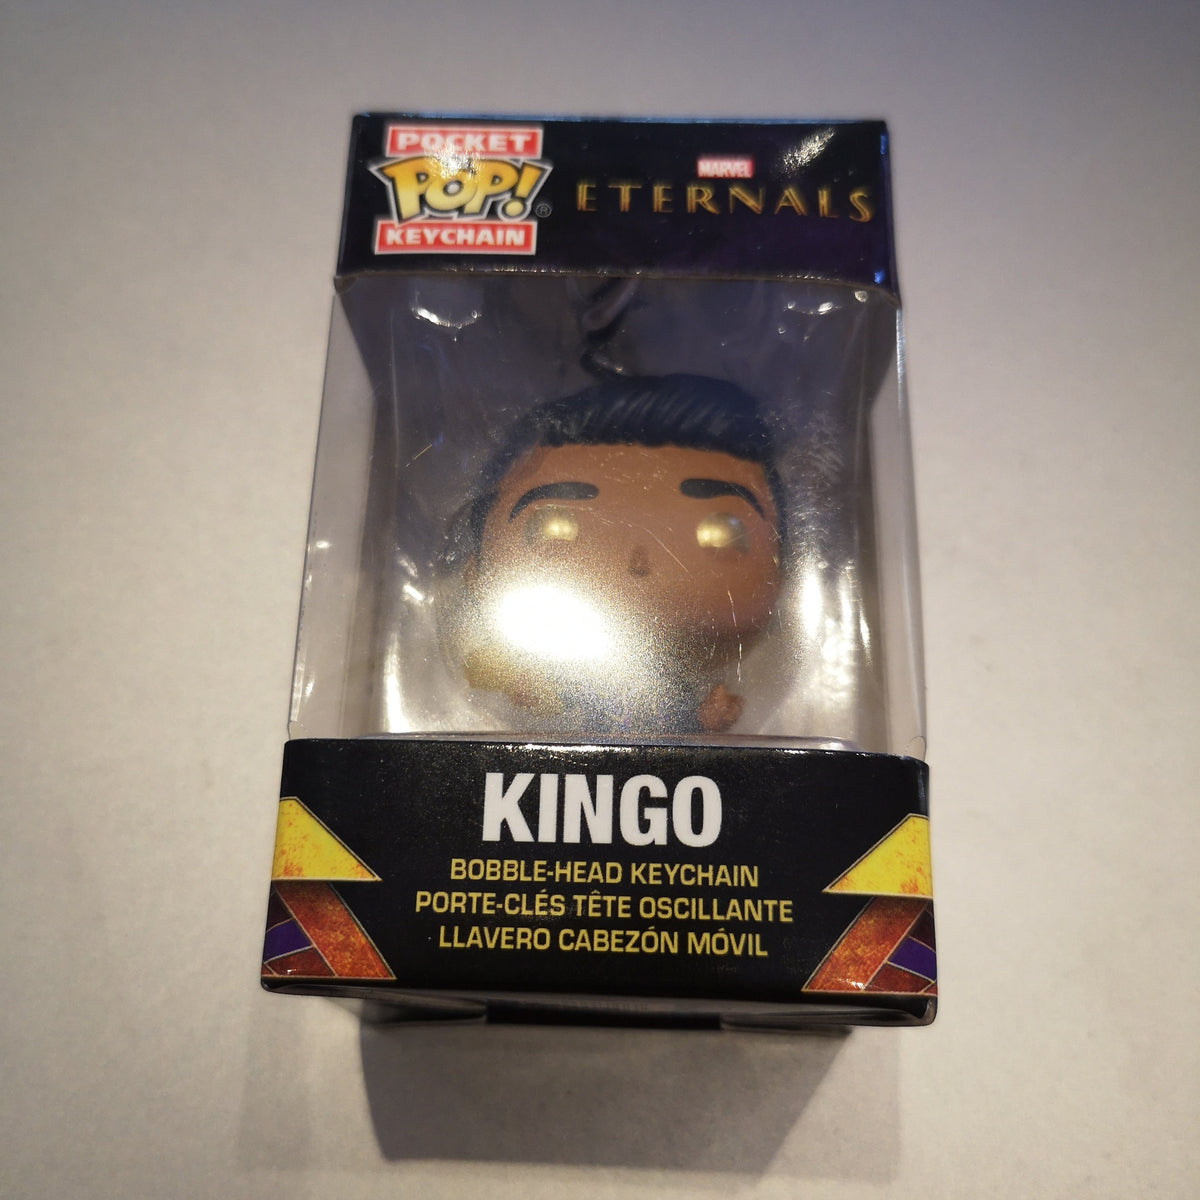 POCKET
POP!®
KEYCHAIN
MARVEL
ETERNALS
KINGO
BOBBLE-HEAD KEYCHAIN
PORTE-CLÉS TÊTE OSCILLANTE
LLAVERO CABEZÓN MÓVIL